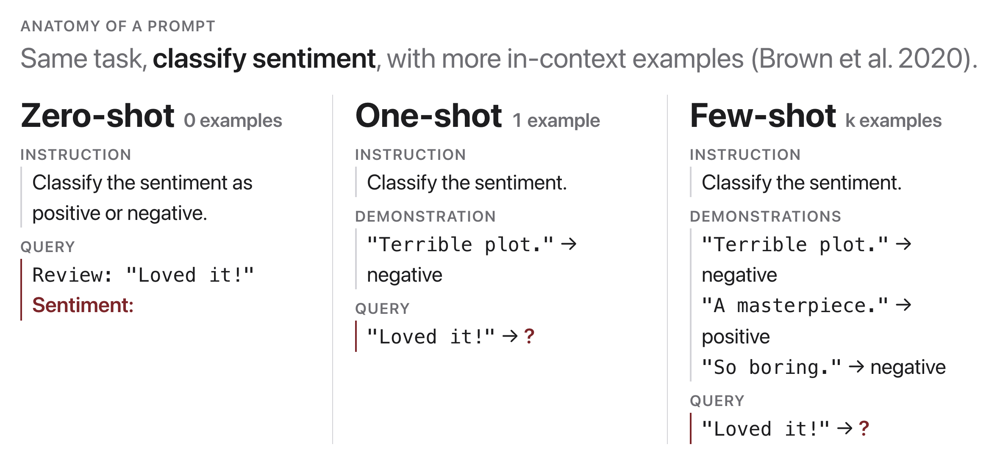 ANATOMY OF A PROMPT
Same task, classify sentiment, with more in-context examples (Brown et al. 2020).
Zero-shot 0 examples
INSTRUCTION
Classify the sentiment as
positive or negative.
QUERY
Review: "Loved it!"
Sentiment:
One-shot 1 example
INSTRUCTION
Classify the sentiment.
DEMONSTRATION
"Terrible plot." →
negative
QUERY
"Loved it!" → ?
Few-shot k examples
INSTRUCTION
Classify the sentiment.
DEMONSTRATIONS
"Terrible plot." →
negative
"A masterpiece." →
positive
"So boring." → negative
QUERY
"Loved it!" → ?